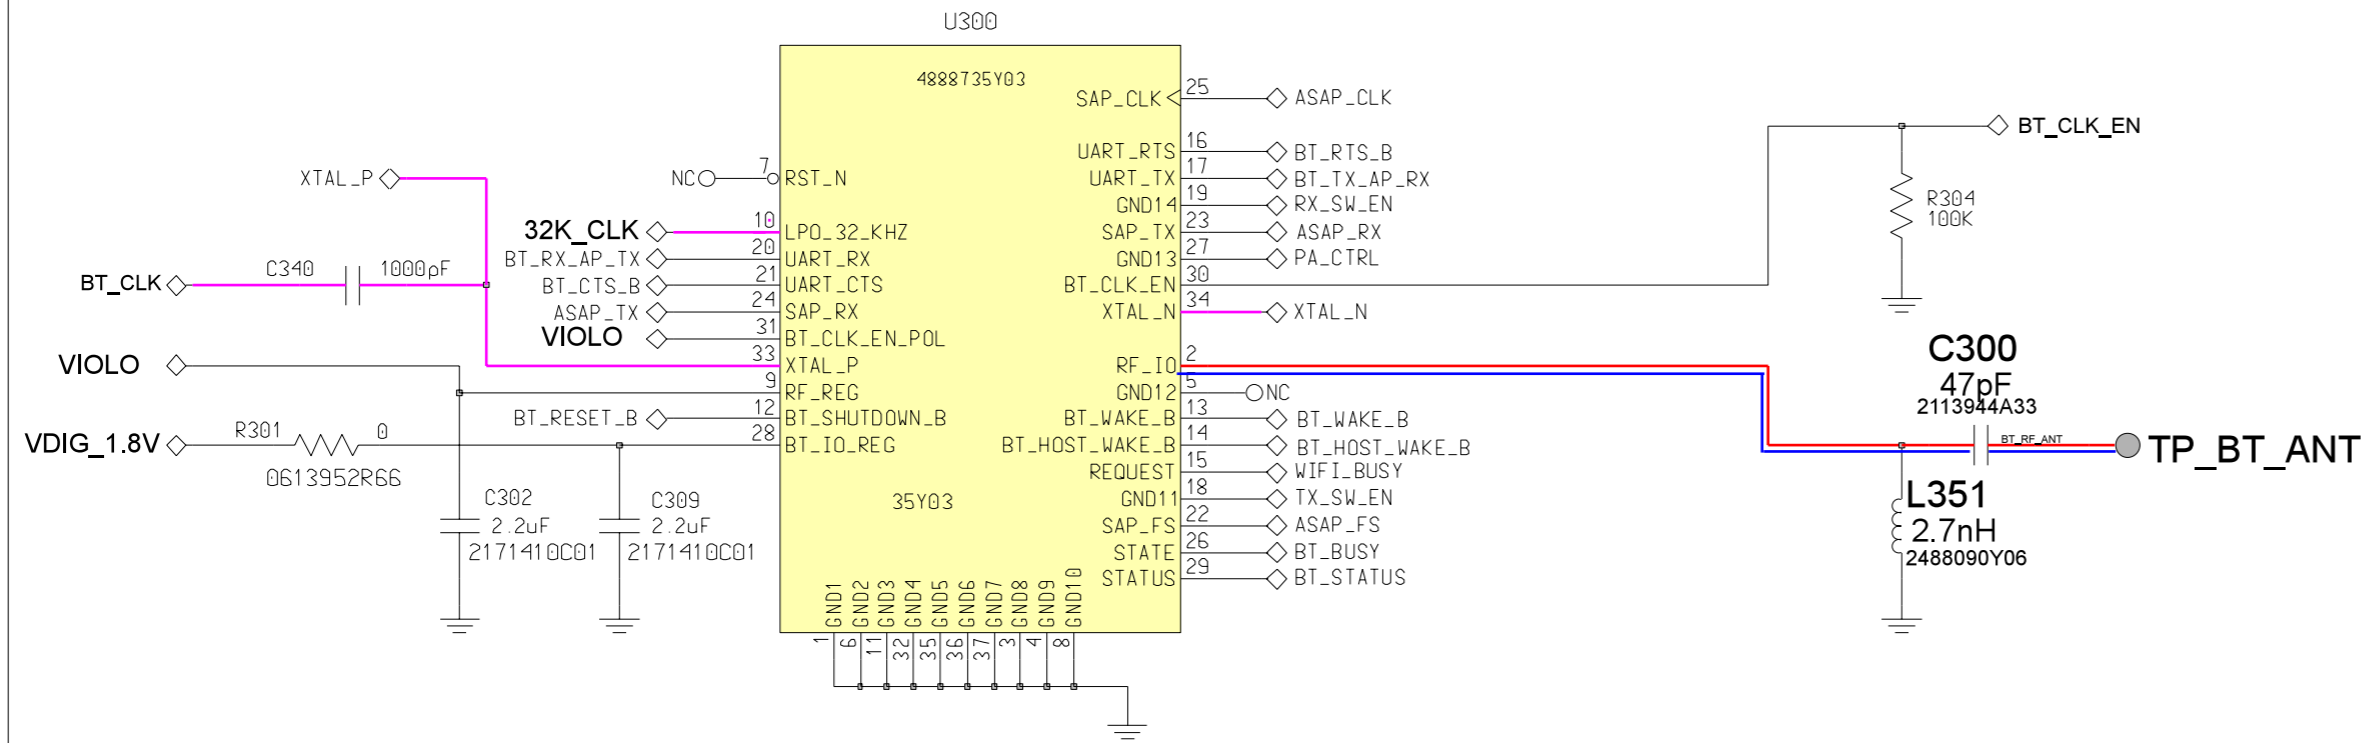 U300
4888735Y03
SAP_CLK 25 ASAP_CLK
BT_CLK_EN
UART_RTS 16 BT_RTS_B
XTAL_P
NC 7 RST_N
UART_TX 17 BT_TX_AP_RX
GND14 19 RX_SW_EN
R304
100K
32K_CLK 10 LPO_32_KHZ
SAP_TX 23 ASAP_RX
BT_RX_AP_TX 20 UART_RX
GND13 27 PA_CTRL
C340 1000pF
BT_CLK
BT_CTS_B 21 UART_CTS
BT_CLK_EN 30
ASAP_TX 24 SAP_RX
XTAL_N 34 XTAL_N
VIOLO 31 BT_CLK_EN_POL
C300
47pF
2113944A33
VIOLO
33 XTAL_P
RF_IO 2
9 RF_REG
GND12 5 NC
BT_RESET_B 12 BT_SHUTDOWN_B
BT_WAKE_B 13 BT_WAKE_B
R301 0
VDIG_1.8V
0613952R66
28 BT_IO_REG
BT_HOST_WAKE_B 14 BT_HOST_WAKE_B
BT_RF_ANT
TP_BT_ANT
REQUEST 15 WIFI_BUSY
C302
2.2uF
2171410C01
C309
2.2uF
2171410C01
35Y03
GND11 18 TX_SW_EN
L351
2.7nH
2488090Y06
SAP_FS 22 ASAP_FS
STATE 26 BT_BUSY
STATUS 29 BT_STATUS
GND1 GND2 GND3 GND4 GND5 GND6 GND7 GND8 GND9 GND10
1 6 11 32 35 36 37 3 4 8